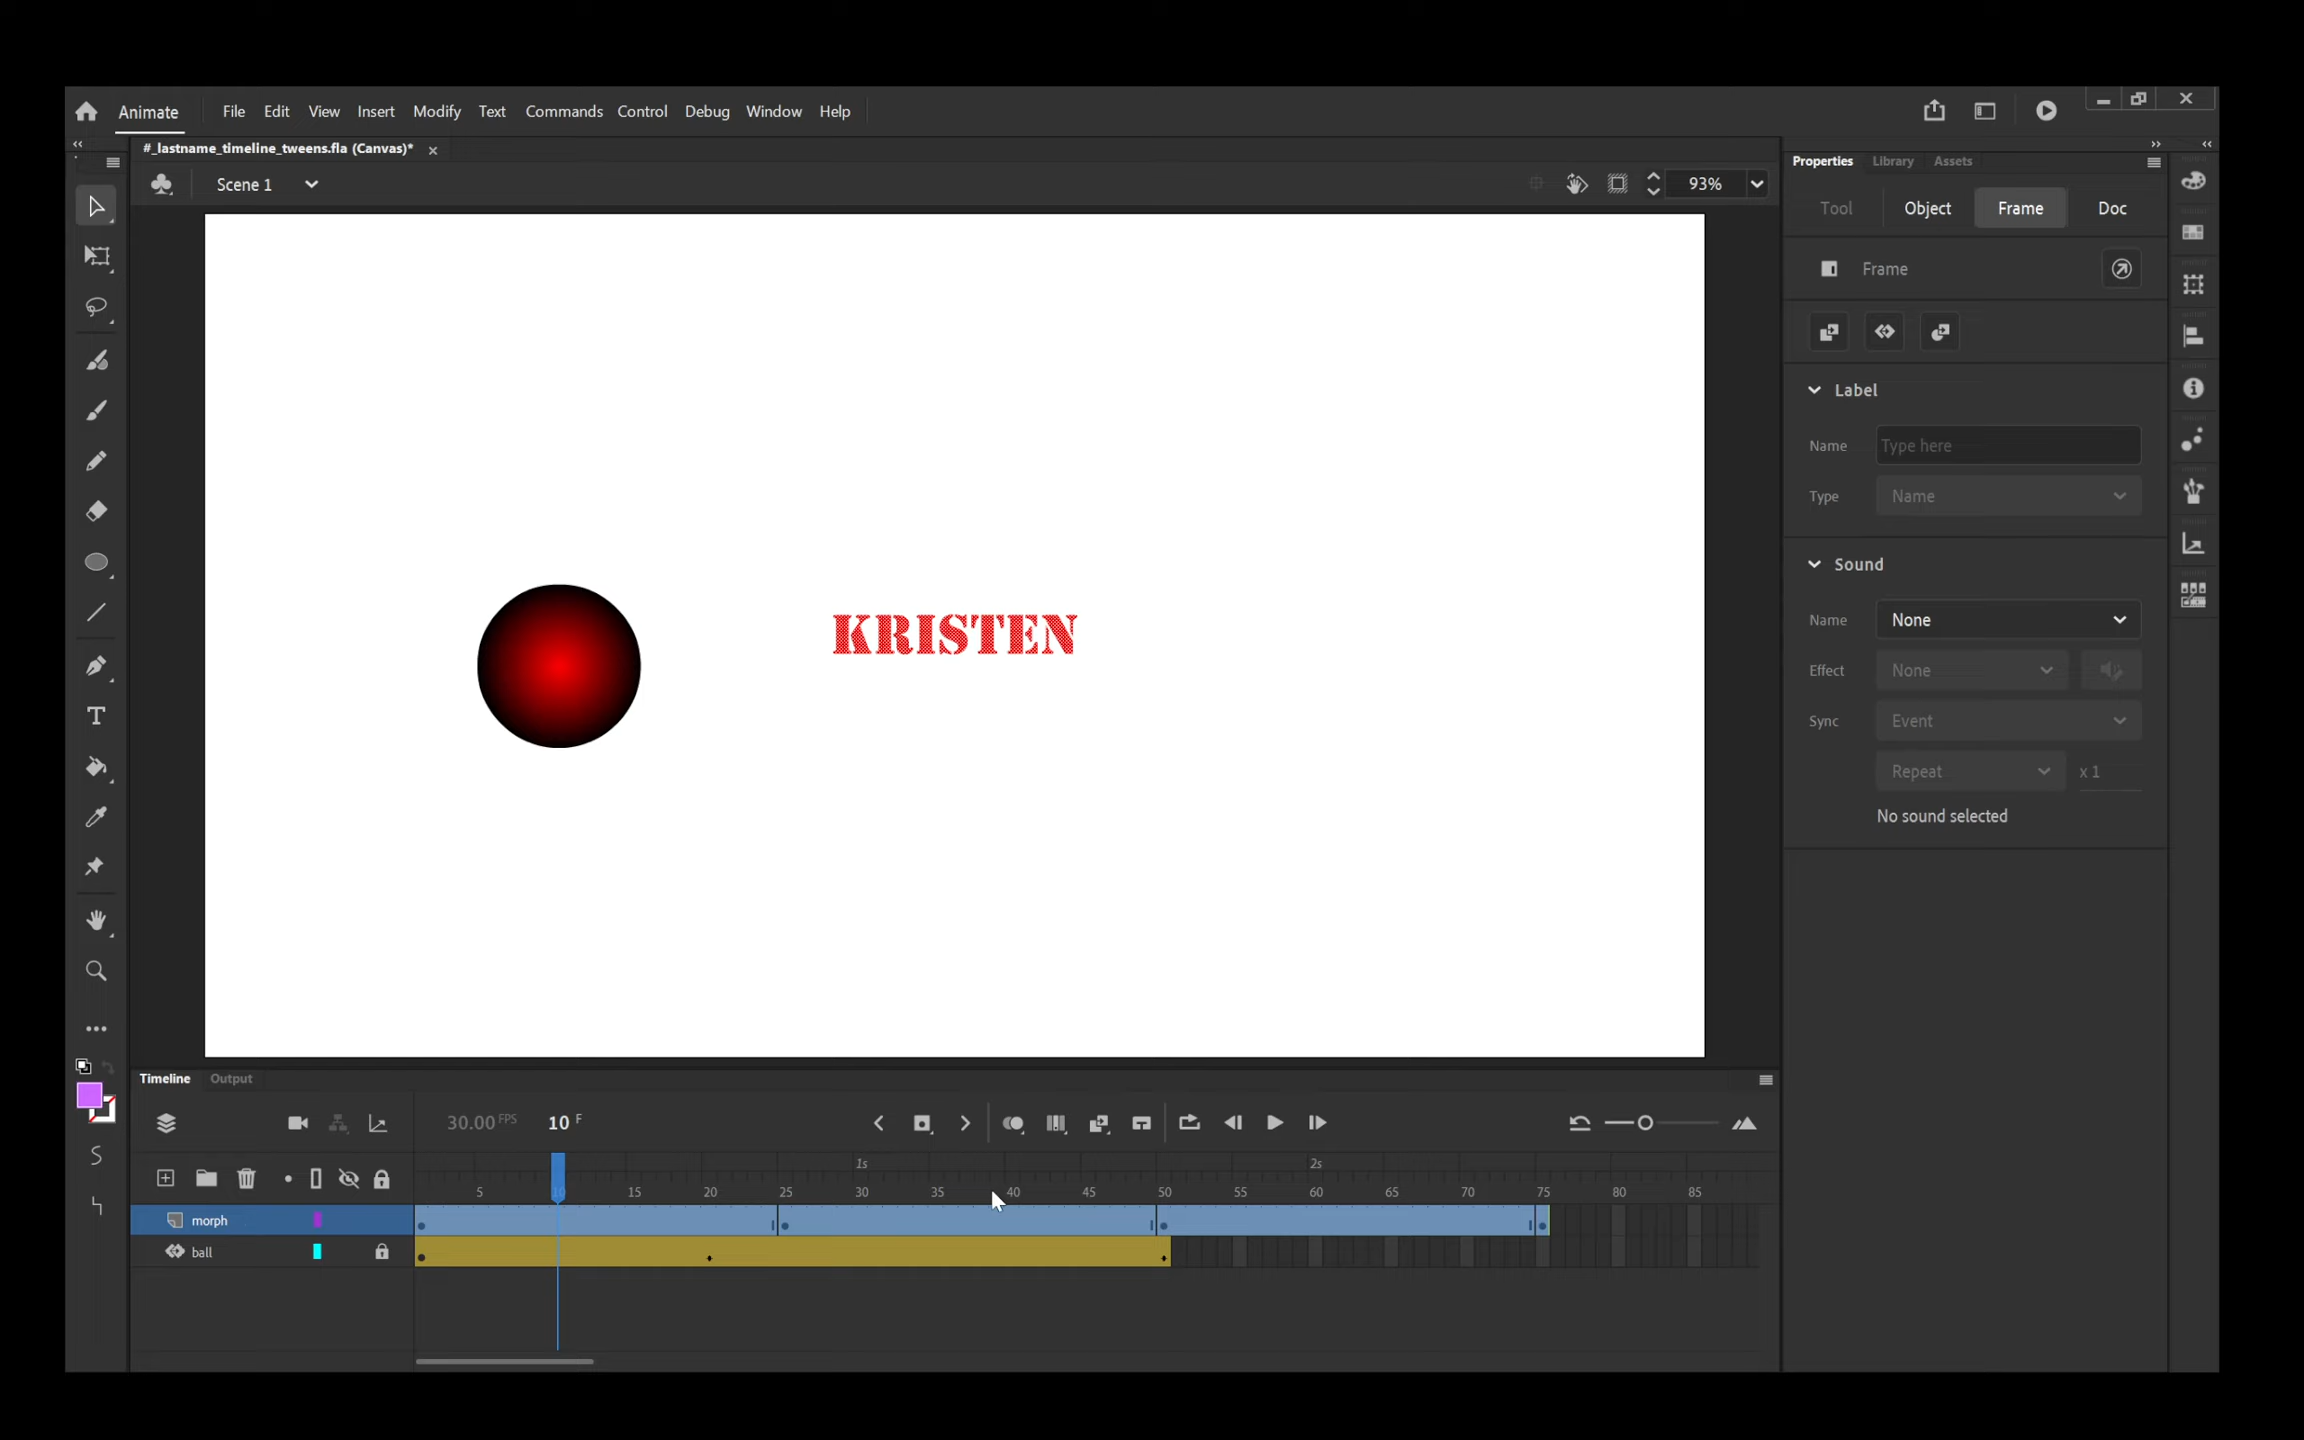 Animate File Edit View Insert Modify Text Commands Control Debug Window Help
#_lastname_timeline_tweens.fla (Canvas)*
Scene 1
93%
Properties Library Assets
Tool Object Frame Doc
Frame
Label
Name Type here
Type Name
Sound
Name None
Effect None
Sync Event
Repeat x 1
No sound selected
KRISTEN
Timeline Output
30.00 FPS 10 F
1s 2s
5 10 15 20 25 30 35 40 45 50 55 60 65 70 75 80 85
morph
ball